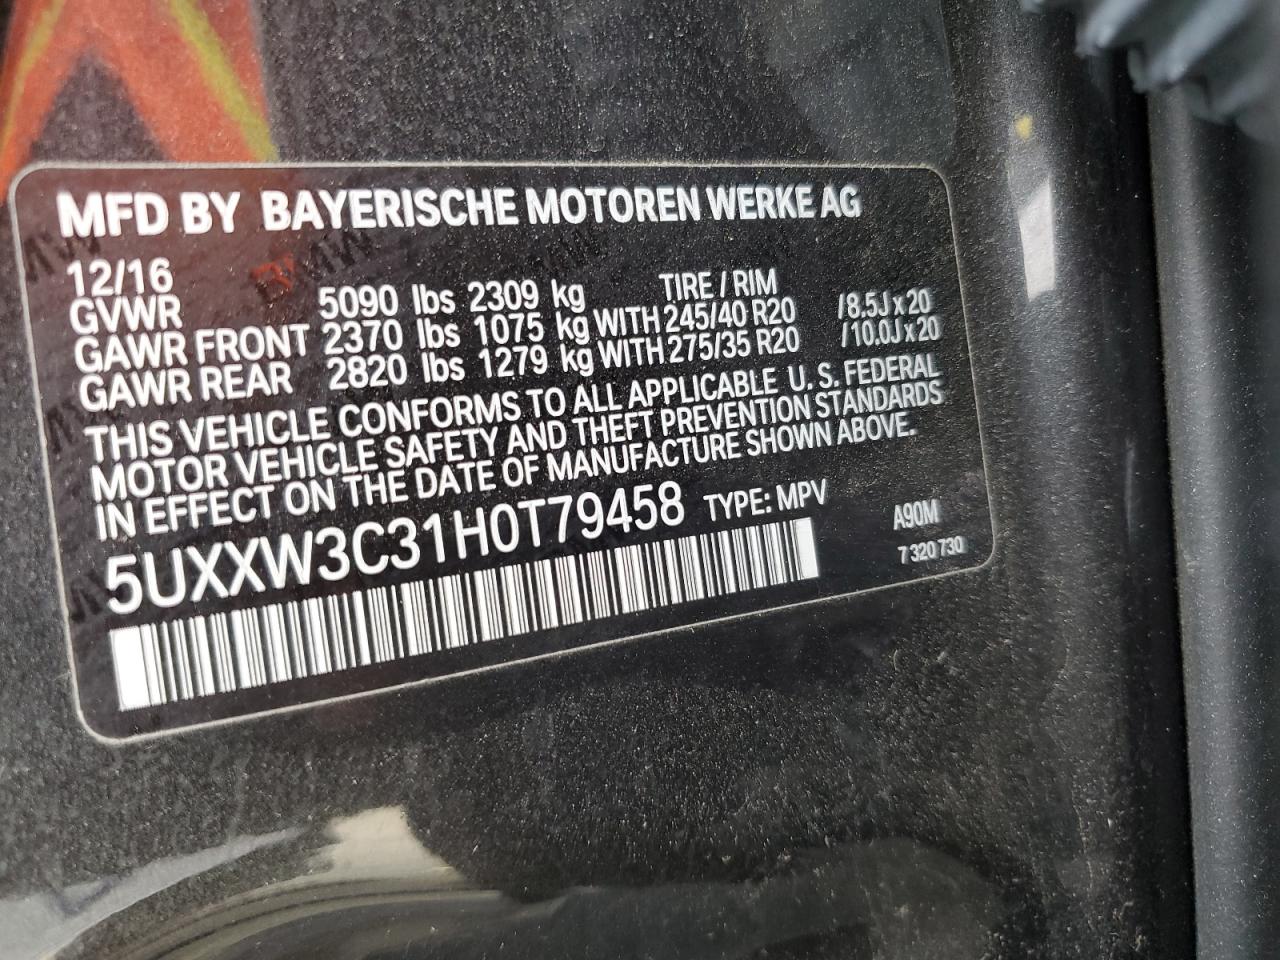 MFD BY BAYERISCHE MOTOREN WERKE AG
12/16
GVWR 5090 lbs 2309 kg TIRE / RIM
GAWR FRONT 2370 lbs 1075 kg WITH 245/40 R20 /8.5J x 20
GAWR REAR 2820 lbs 1279 kg WITH 275/35 R20 /10.0J x 20
THIS VEHICLE CONFORMS TO ALL APPLICABLE U. S. FEDERAL
MOTOR VEHICLE SAFETY AND THEFT PREVENTION STANDARDS
IN EFFECT ON THE DATE OF MANUFACTURE SHOWN ABOVE.
5UXXW3C31H0T79458 TYPE: MPV
A90M
7 320 730